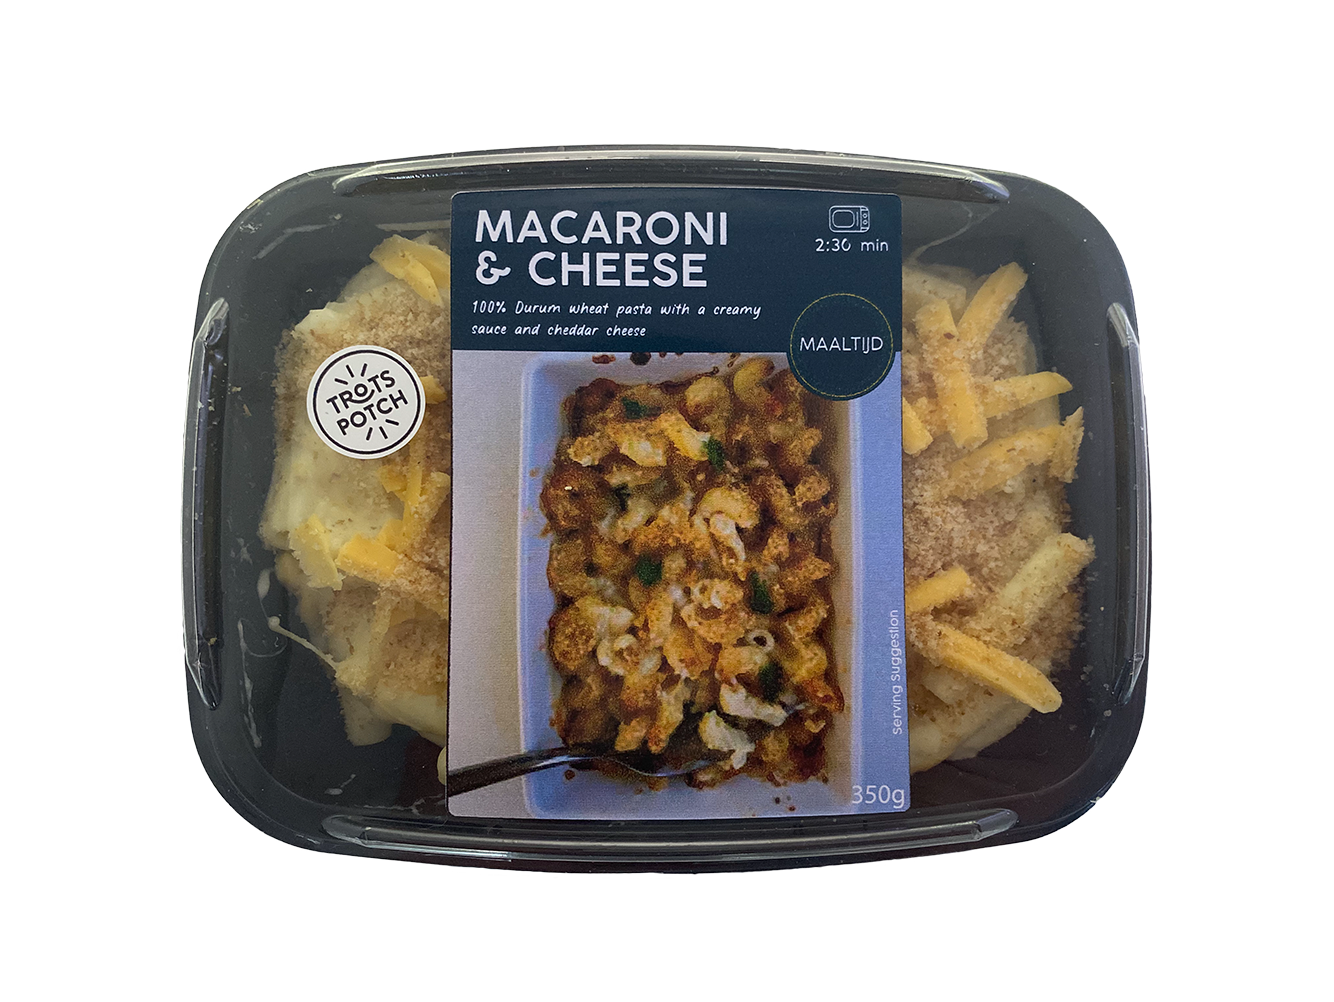 MACARONI
& CHEESE
2:30 min
100% Durum wheat pasta with a creamy
sauce and cheddar cheese
MAALTIJD
TROTS
POTCH
serving suggestion
350g